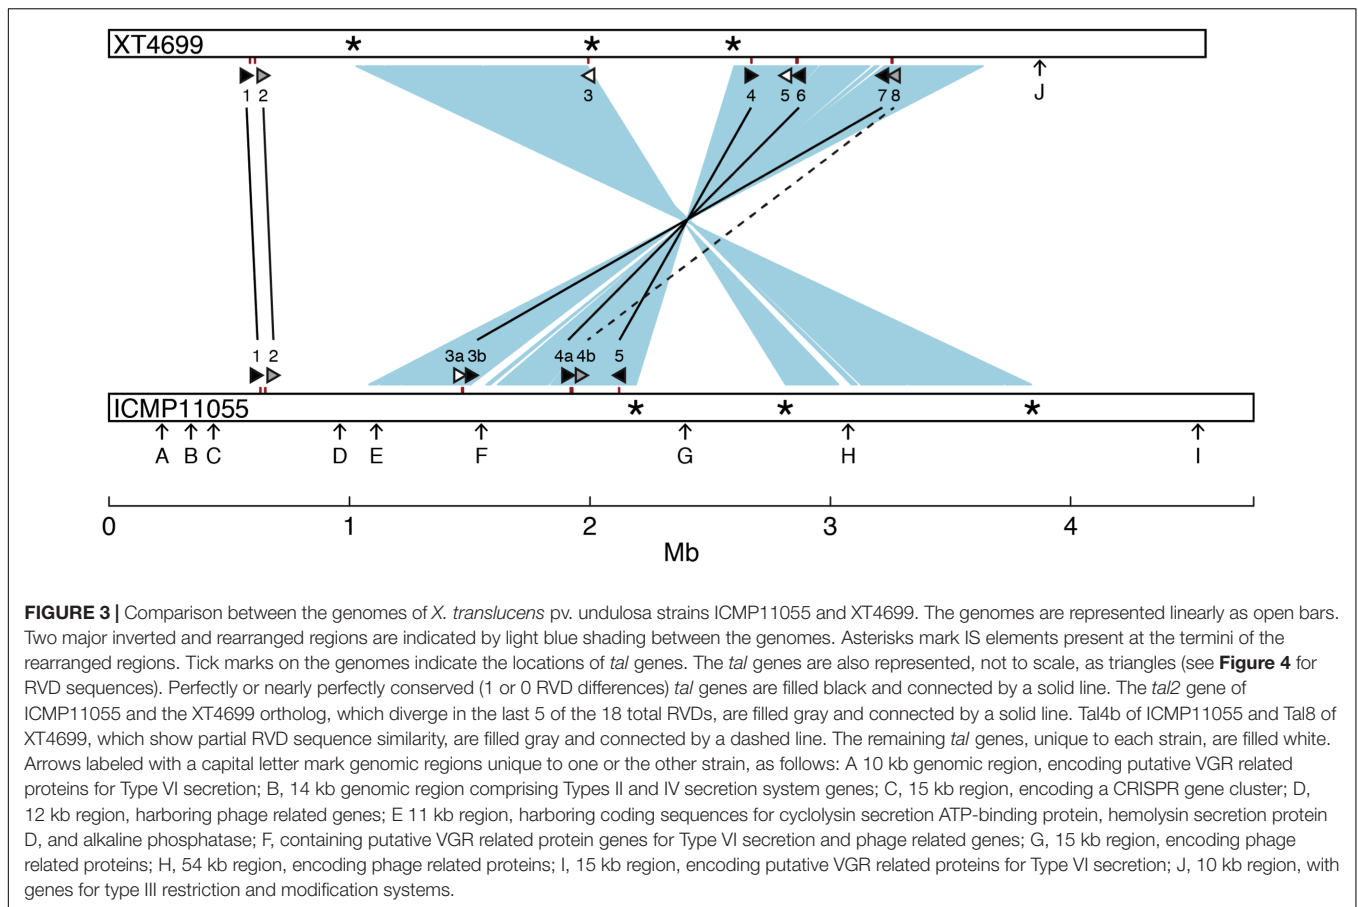 XT4699
* * *
1 2 3 4 5 6 7 8 J
1 2 3a 3b 4a 4b 5
ICMP11055
* * *
A B C D E F G H I
0 1 2 3 4
Mb
FIGURE 3 | Comparison between the genomes of X. translucens pv. undulosa strains ICMP11055 and XT4699. The genomes are represented linearly as open bars.
Two major inverted and rearranged regions are indicated by light blue shading between the genomes. Asterisks mark IS elements present at the termini of the
rearranged regions. Tick marks on the genomes indicate the locations of tal genes. The tal genes are also represented, not to scale, as triangles (see Figure 4 for
RVD sequences). Perfectly or nearly perfectly conserved (1 or 0 RVD differences) tal genes are filled black and connected by a solid line. The tal2 gene of
ICMP11055 and the XT4699 ortholog, which diverge in the last 5 of the 18 total RVDs, are filled gray and connected by a solid line. Tal4b of ICMP11055 and Tal8 of
XT4699, which show partial RVD sequence similarity, are filled gray and connected by a dashed line. The remaining tal genes, unique to each strain, are filled white.
Arrows labeled with a capital letter mark genomic regions unique to one or the other strain, as follows: A 10 kb genomic region, encoding putative VGR related
proteins for Type VI secretion; B, 14 kb genomic region comprising Types II and IV secretion system genes; C, 15 kb region, encoding a CRISPR gene cluster; D,
12 kb region, harboring phage related genes; E 11 kb region, harboring coding sequences for cyclolysin secretion ATP-binding protein, hemolysin secretion protein
D, and alkaline phosphatase; F, containing putative VGR related protein genes for Type VI secretion and phage related genes; G, 15 kb region, encoding phage
related proteins; H, 54 kb region, encoding phage related proteins; I, 15 kb region, encoding putative VGR related proteins for Type VI secretion; J, 10 kb region, with
genes for type III restriction and modification systems.